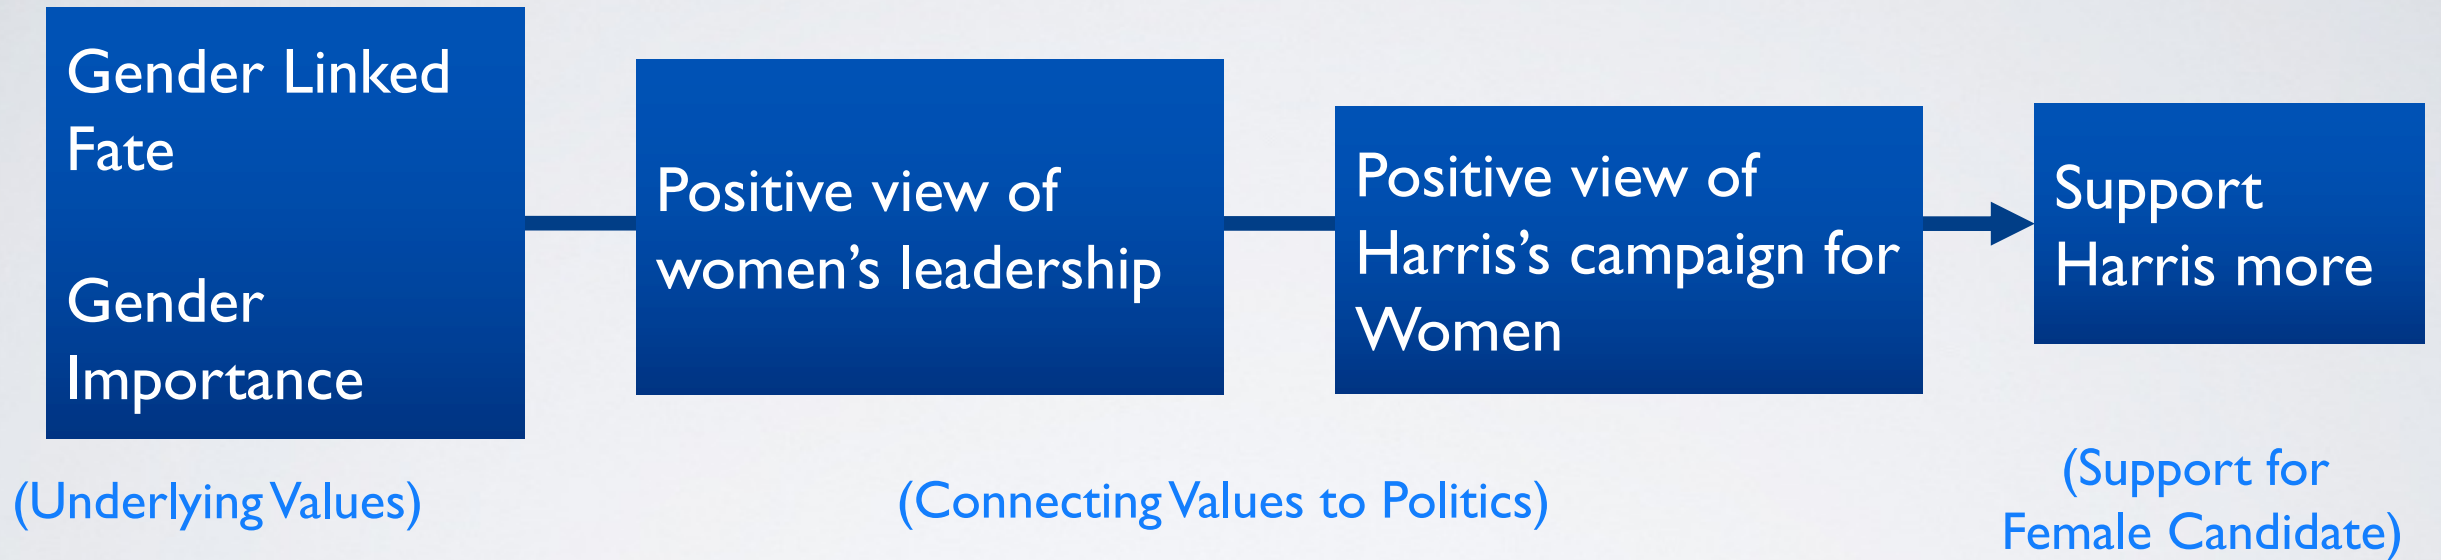 Gender Linked
Fate
Gender
Importance
Positive view of
women’s leadership
Positive view of
Harris’s campaign for
Women
Support
Harris more
(Underlying Values)
(Connecting Values to Politics)
(Support for
Female Candidate)